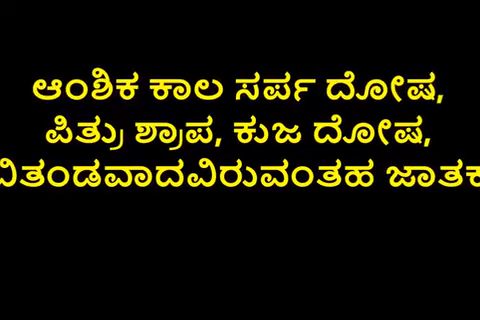 ಆಂಶಿಕ ಕಾಲ ಸರ್ಪ ದೋಷ,
ಪಿತ್ರು ಶ್ರಾಪ, ಕುಜ ದೋಷ,
ವಿತಂಡವಾದವಿರುವಂತಹ ಜಾತಕ